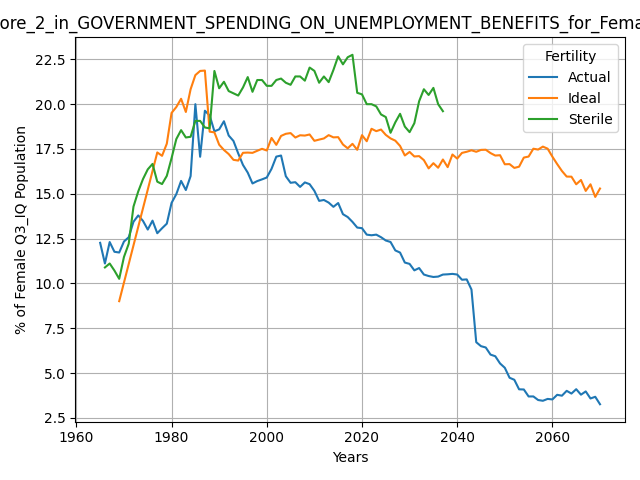 ore_2_in_GOVERNMENT_SPENDING_ON_UNEMPLOYMENT_BENEFITS_for_Fema
Fertility
Actual
Ideal
Sterile
% of Female Q3_IQ Population
22.5
20.0
17.5
15.0
12.5
10.0
7.5
5.0
2.5
1960 1980 2000 2020 2040 2060
Years